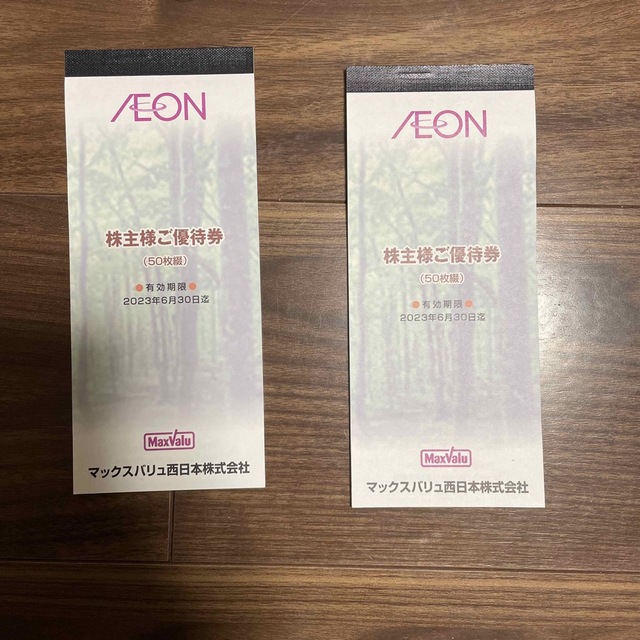 ÆON
株主様ご優待券
(50枚綴)
●有効期限●
2023年6月30日迄
MaxValu
マックスバリュ西日本株式会社
ÆON
株主様ご優待券
(50枚綴)
●有効期限●
2023年6月30日迄
MaxValu
マックスバリュ西日本株式会社